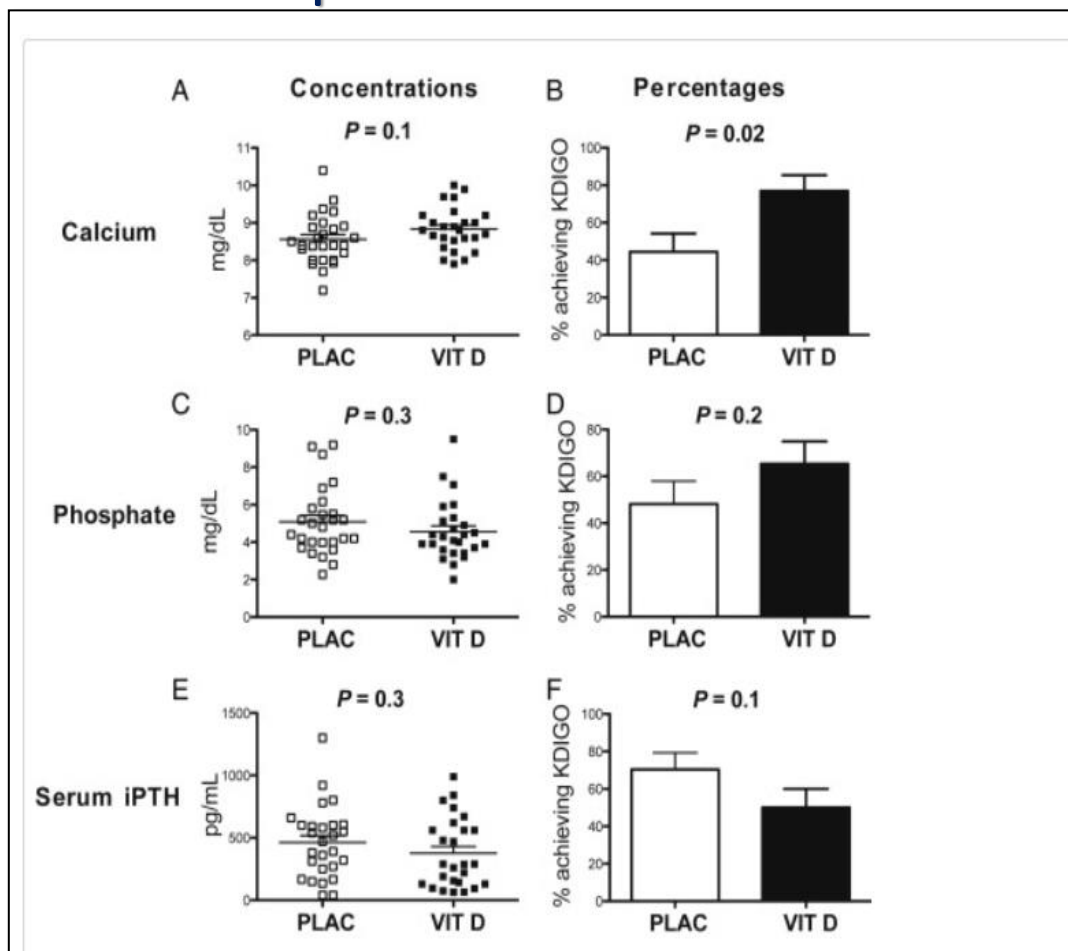 A Concentrations B Percentages
P = 0.1 P = 0.02
Calcium
mg/dL
11
10
9
8
7
6
PLAC VIT D
% achieving KDIGO
100
80
60
40
20
0
PLAC VIT D
C D
P = 0.3 P = 0.2
Phosphate
mg/dL
10
8
6
4
2
0
PLAC VIT D
% achieving KDIGO
80
60
40
20
0
PLAC VIT D
E F
P = 0.3 P = 0.1
Serum iPTH
pg/mL
1500
1000
500
0
PLAC VIT D
% achieving KDIGO
100
80
60
40
20
0
PLAC VIT D